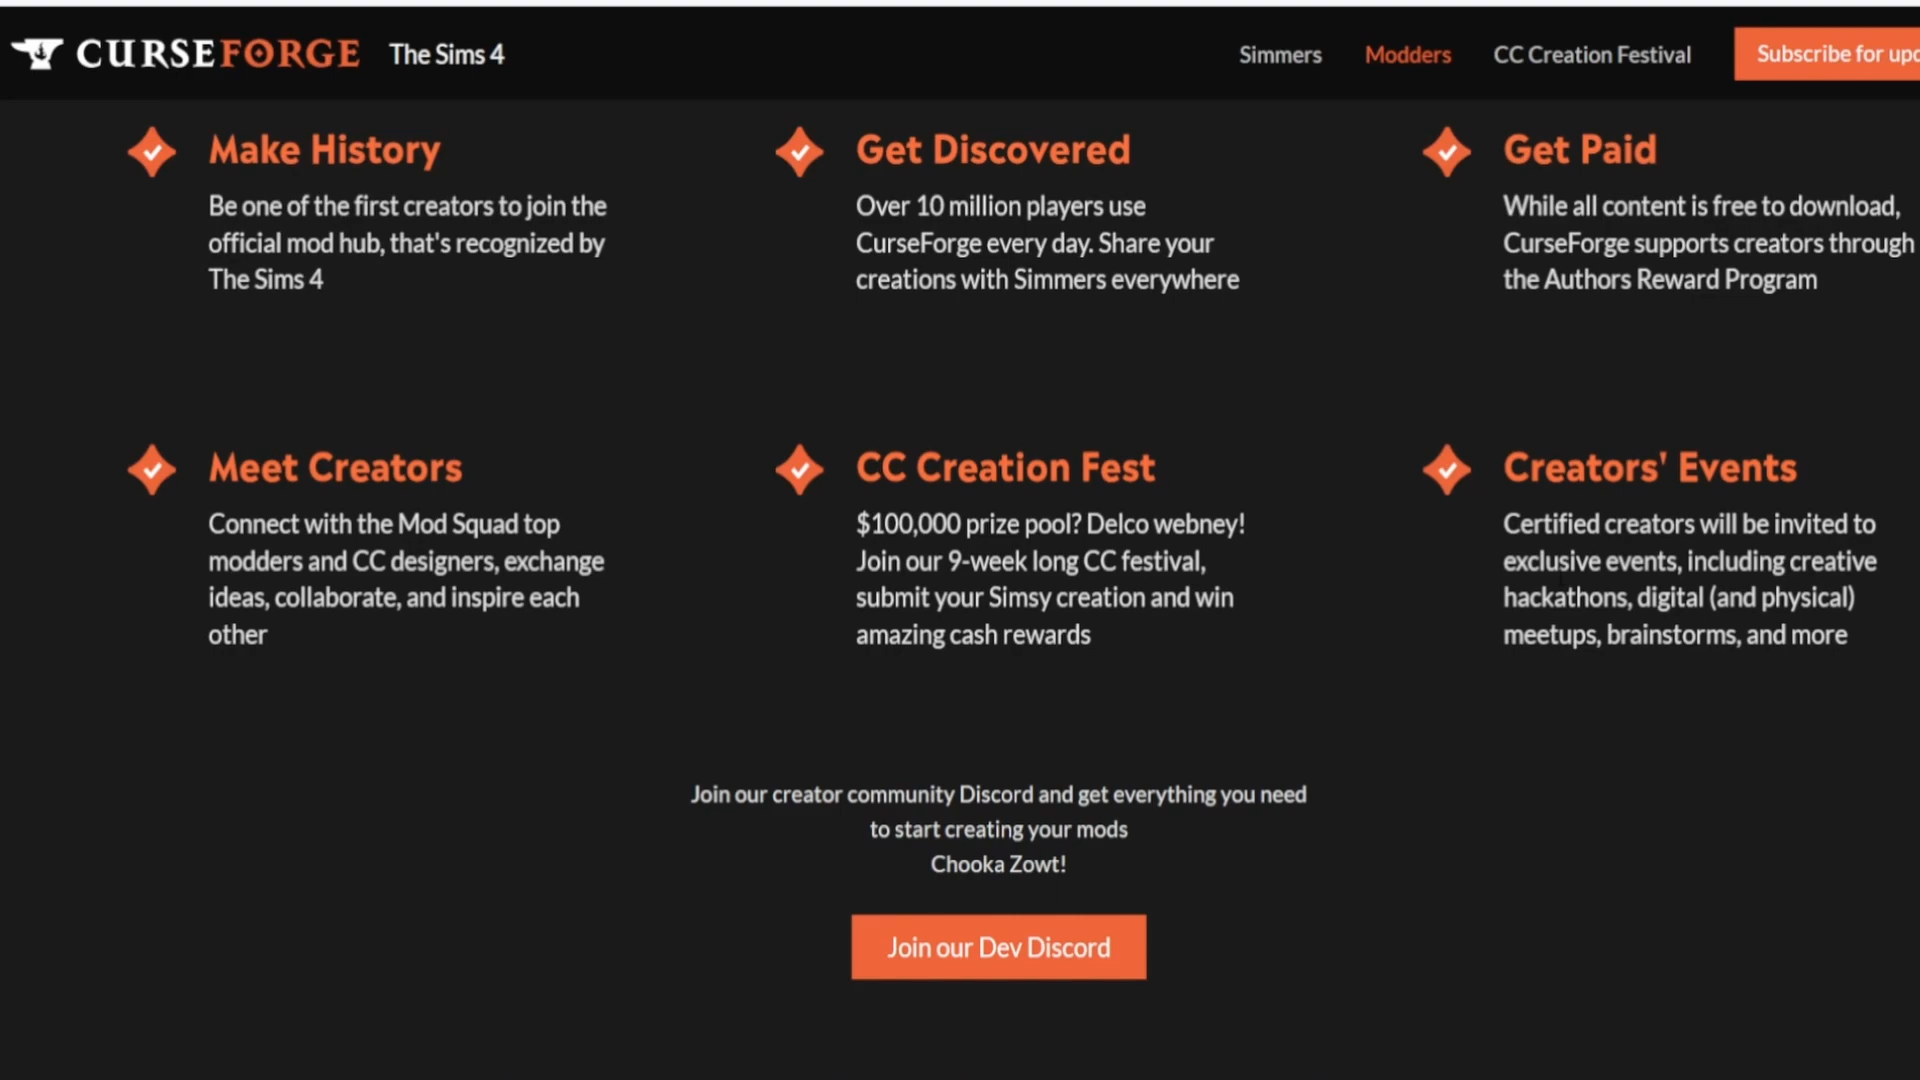 CURSEFORGE The Sims 4 Simmers Modders CC Creation Festival Subscribe for
Make History
Be one of the first creators to join the
official mod hub, that's recognized by
The Sims 4
Get Discovered
Over 10 million players use
CurseForge every day. Share your
creations with Simmers everywhere
Get Paid
While all content is free to download,
CurseForge supports creators through
the Authors Reward Program
Meet Creators
Connect with the Mod Squad top
modders and CC designers, exchange
ideas, collaborate, and inspire each
other
CC Creation Fest
$100,000 prize pool? Delco webney!
Join our 9-week long CC festival,
submit your Simsy creation and win
amazing cash rewards
Creators' Events
Certified creators will be invited to
exclusive events, including creative
hackathons, digital (and physical)
meetups, brainstorms, and more
Join our creator community Discord and get everything you need
to start creating your mods
Chooka Zowt!
Join our Dev Discord